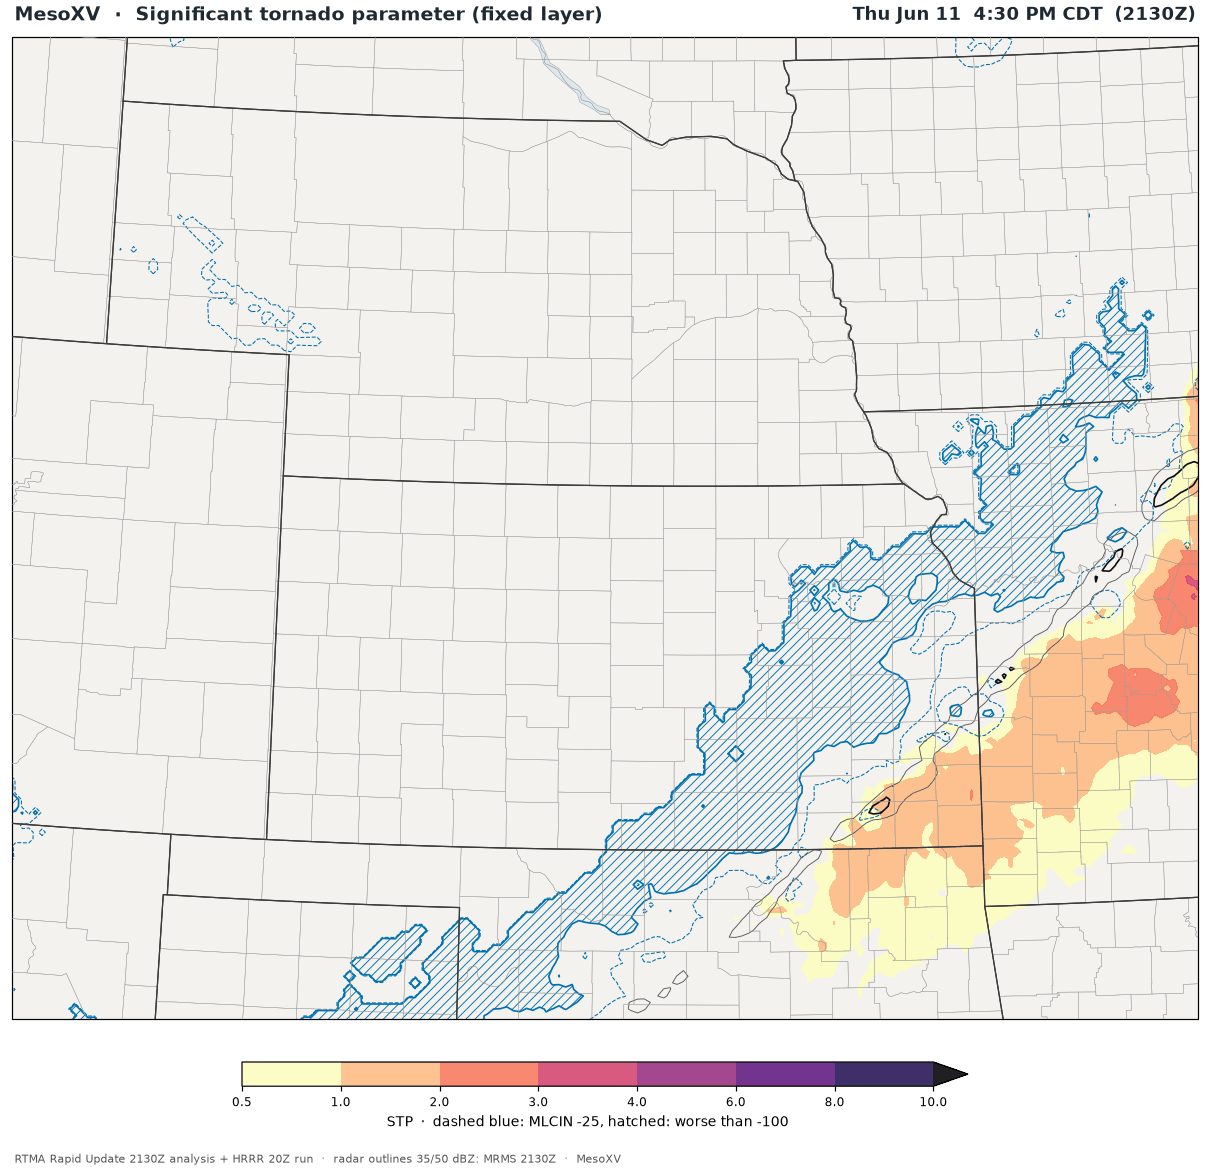 MesoXV · Significant tornado parameter (fixed layer)
Thu Jun 11 4:30 PM CDT (2130Z)
0.5 1.0 2.0 3.0 4.0 6.0 8.0 10.0
STP · dashed blue: MLCIN -25, hatched: worse than -100
RTMA Rapid Update 2130Z analysis + HRRR 20Z run · radar outlines 35/50 dBZ: MRMS 2130Z · MesoXV